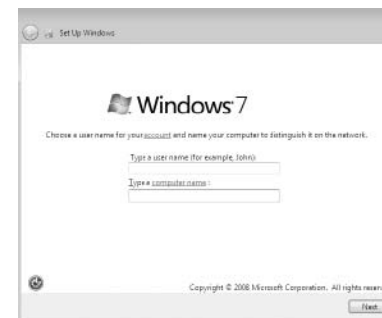 Set Up Windows
Windows 7
Choose a user name for your account and name your computer to distinguish it on the network.
Type a user name (for example, John):
Type a computer name:
Copyright © 2008 Microsoft Corporation. All rights reser
Next